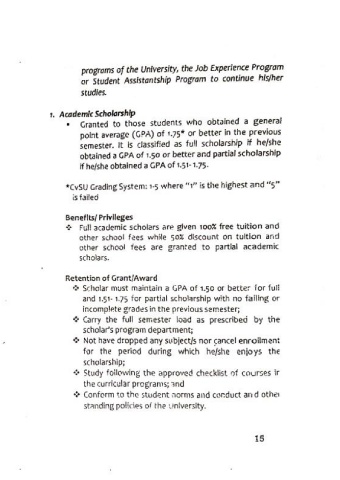 programs of the University, the Job Experience Program
or Student Assistantship Program to continue his/her
studies.
1. Academic Scholarship
• Granted to those students who obtained a general
point average (GPA) of 1.75* or better in the previous
semester. It is classified as full scholarship if he/she
obtained a GPA of 1.50 or better and partial scholarship
if he/she obtained a GPA of 1.51-1.75.
*CvSU Grading System: 1-5 where "1" is the highest and "5"
is failed
Benefits/ Privileges
❖ Full academic scholars are given 100% free tuition and
other school fees while 50% discount on tuition and
other school fees are granted to partial academic
scholars.
Retention of Grant/Award
❖ Scholar must maintain a GPA of 1.50 or better for full
and 1.51- 1.75 for partial scholarship with no failing or
incomplete grades in the previous semester;
❖ Carry the full semester load as prescribed by the
scholar's program department;
❖ Not have dropped any subject/s nor cancel enrollment
for the period during which he/she enjoys the
scholarship;
❖ Study following the approved checklist of courses in
the curricular programs; and
❖ Conform to the student norms and conduct and other
standing policies of the university.
15